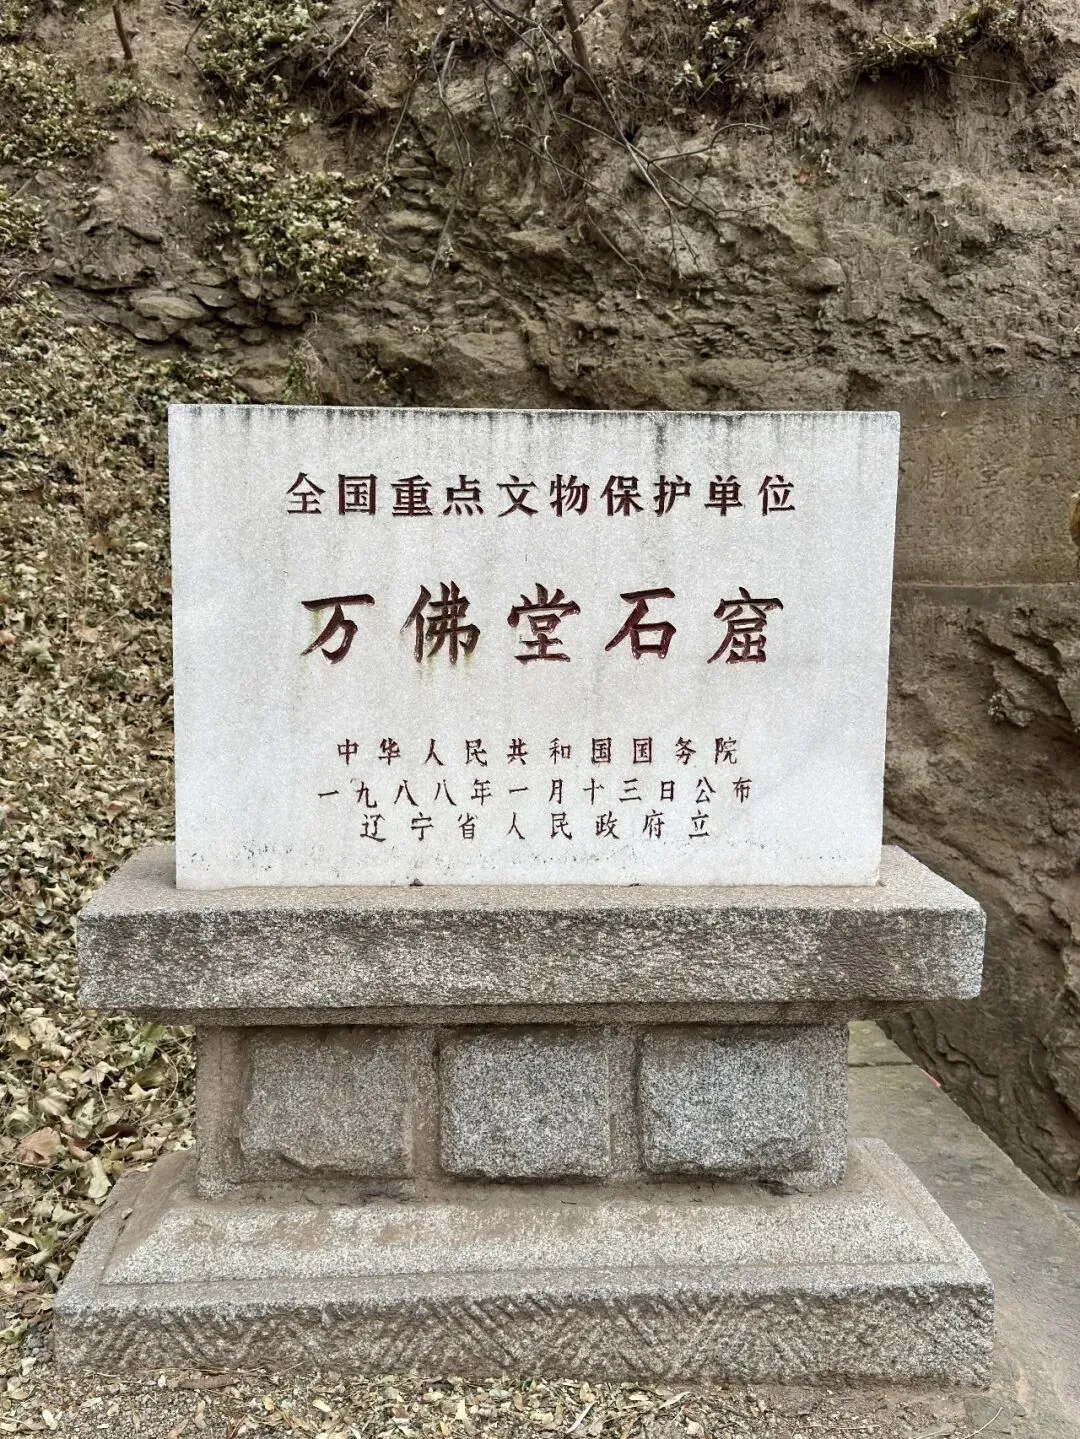 全国重点文物保护单位
万佛堂石窟
中华人民共和国国务院
一九八八年一月十三日公布
辽宁省人民政府立